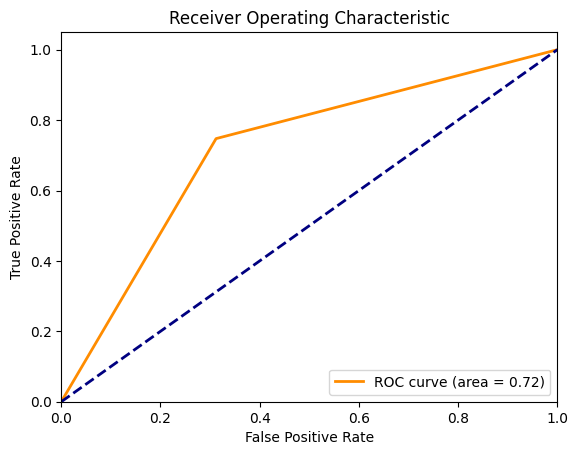 Receiver Operating Characteristic
1.0
0.8
0.6
0.4
0.2
0.0
True Positive Rate
ROC curve (area = 0.72)
0.0 0.2 0.4 0.6 0.8 1.0
False Positive Rate